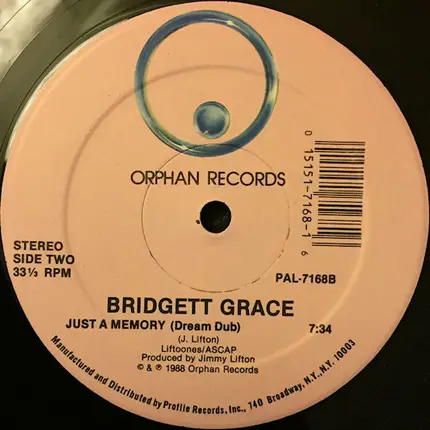 ORPHAN RECORDS
0 15151-7168-1 6
STEREO
SIDE TWO
33⅓ RPM
PAL-7168B
BRIDGETT GRACE
JUST A MEMORY (Dream Dub) 7:34
(J. Lifton)
Liftoones/ASCAP
Produced by Jimmy Lifton
© & ℗ 1988 Orphan Records
Manufactured and Distributed by Profile Records, Inc., 740 Broadway, N.Y., N.Y. 10003